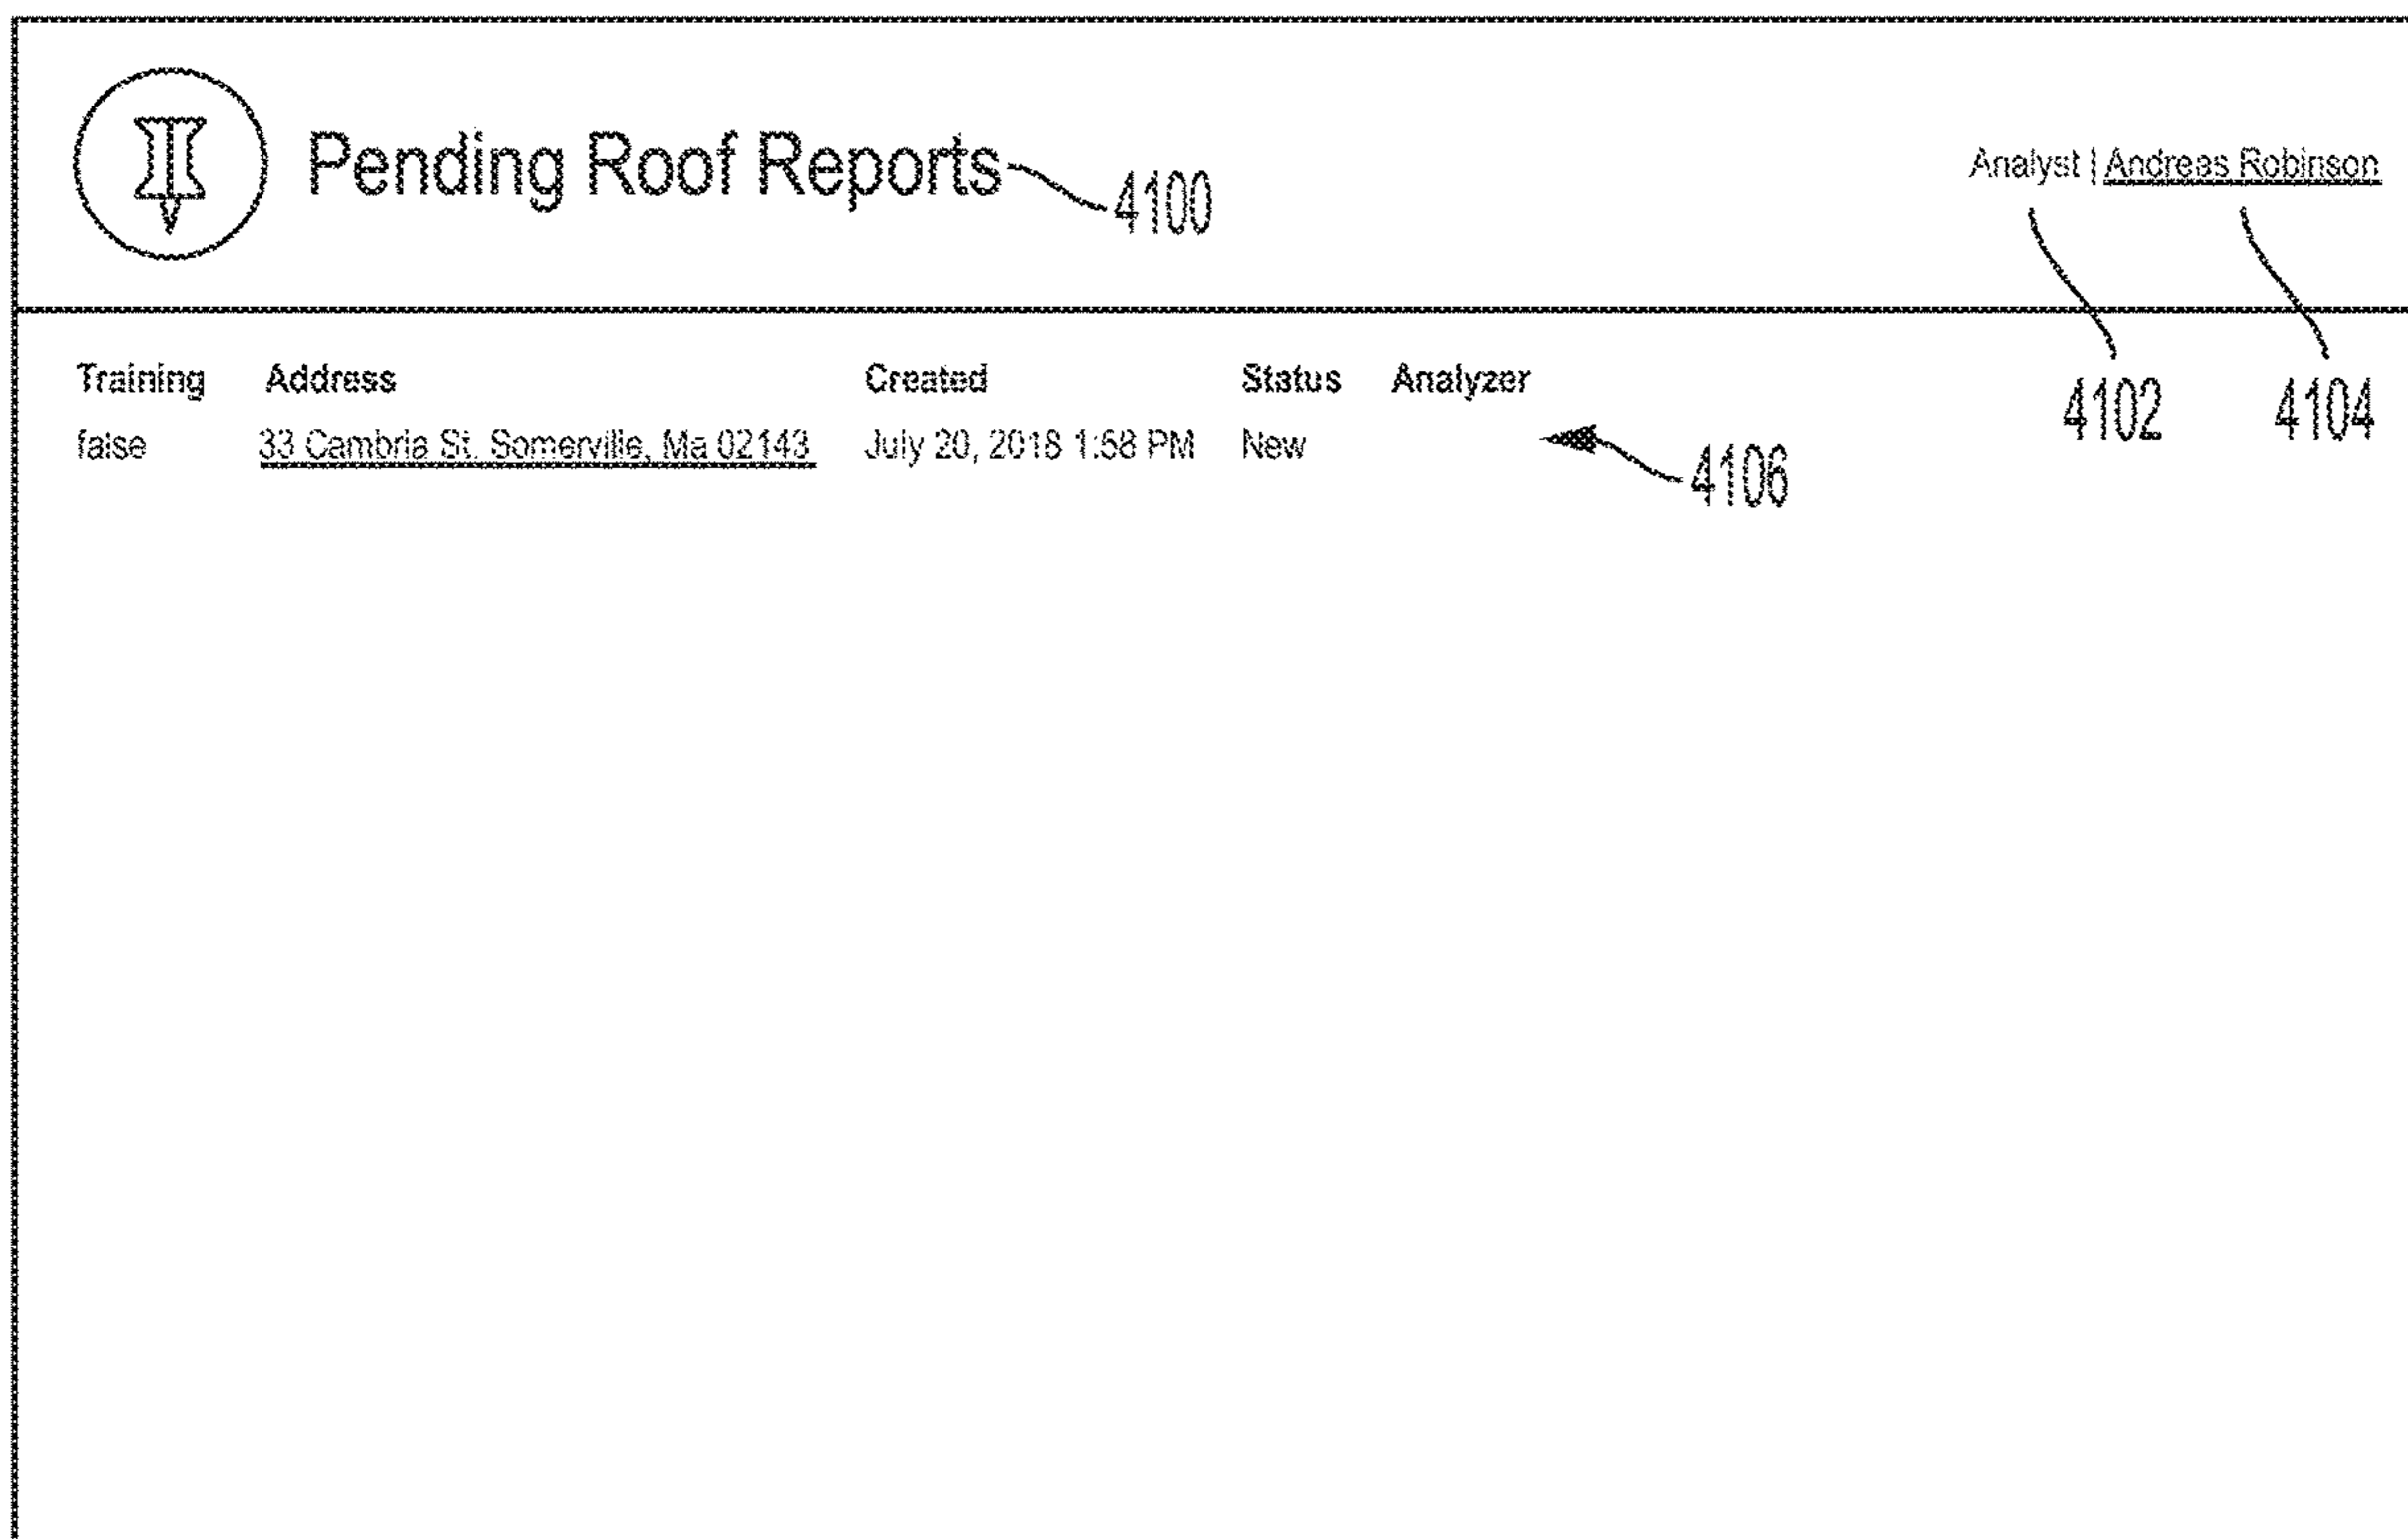 Pending Roof Reports
4100
Analyst | Andreas Robinson
4102
4104
Training Address Created Status Analyzer
false 33 Cambria St. Somerville, Ma 02143 July 20, 2018 1:58 PM New
4106